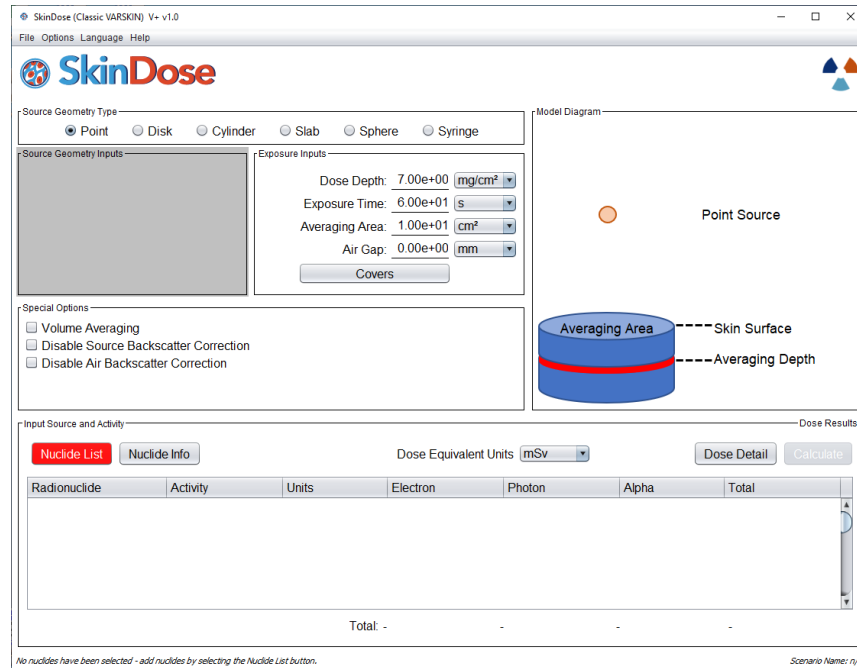 SkinDose (Classic VARSKIN) V+ v1.0
File Options Language Help
SkinDose
Source Geometry Type
Point Disk Cylinder Slab Sphere Syringe
Model Diagram
Source Geometry Inputs
Exposure Inputs
Dose Depth: 7.00e+00 mg/cm²
Exposure Time: 6.00e+01 s
Averaging Area: 1.00e+01 cm²
Air Gap: 0.00e+00 mm
Covers
Point Source
Averaging Area
Skin Surface
Averaging Depth
Special Options
Volume Averaging
Disable Source Backscatter Correction
Disable Air Backscatter Correction
Input Source and Activity
Dose Results
Nuclide List Nuclide Info Dose Equivalent Units mSv Dose Detail Calculate
Radionuclide Activity Units Electron Photon Alpha Total
Total: - - - -
No nuclides have been selected - add nuclides by selecting the Nuclide List button.
Scenario Name: